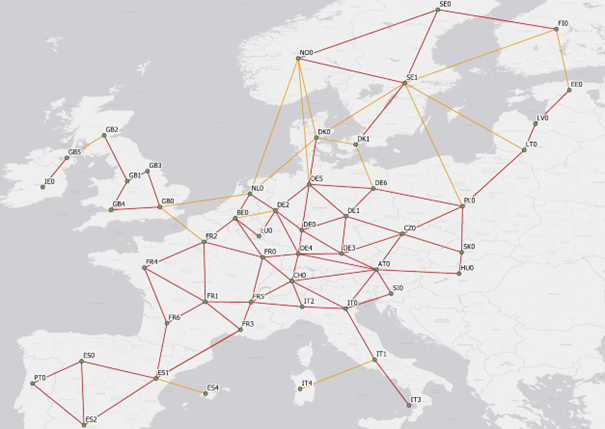 SE0
FI0
NO0
SE1
EE0
LV0
GB2
DK0
DK1
LT0
GB5
GB3
GB1
IE0
DE5
DE6
NL0
GB4
GB0
DE2
PL0
BE0
DE1
LU0
DE0
CZ0
FR2
FR0
DE4
DE3
SK0
FR4
AT0
HU0
CH0
SI0
FR1
FR5
IT2
IT0
FR6
FR3
ES0
IT1
PT0
ES1
IT4
ES4
IT3
ES2